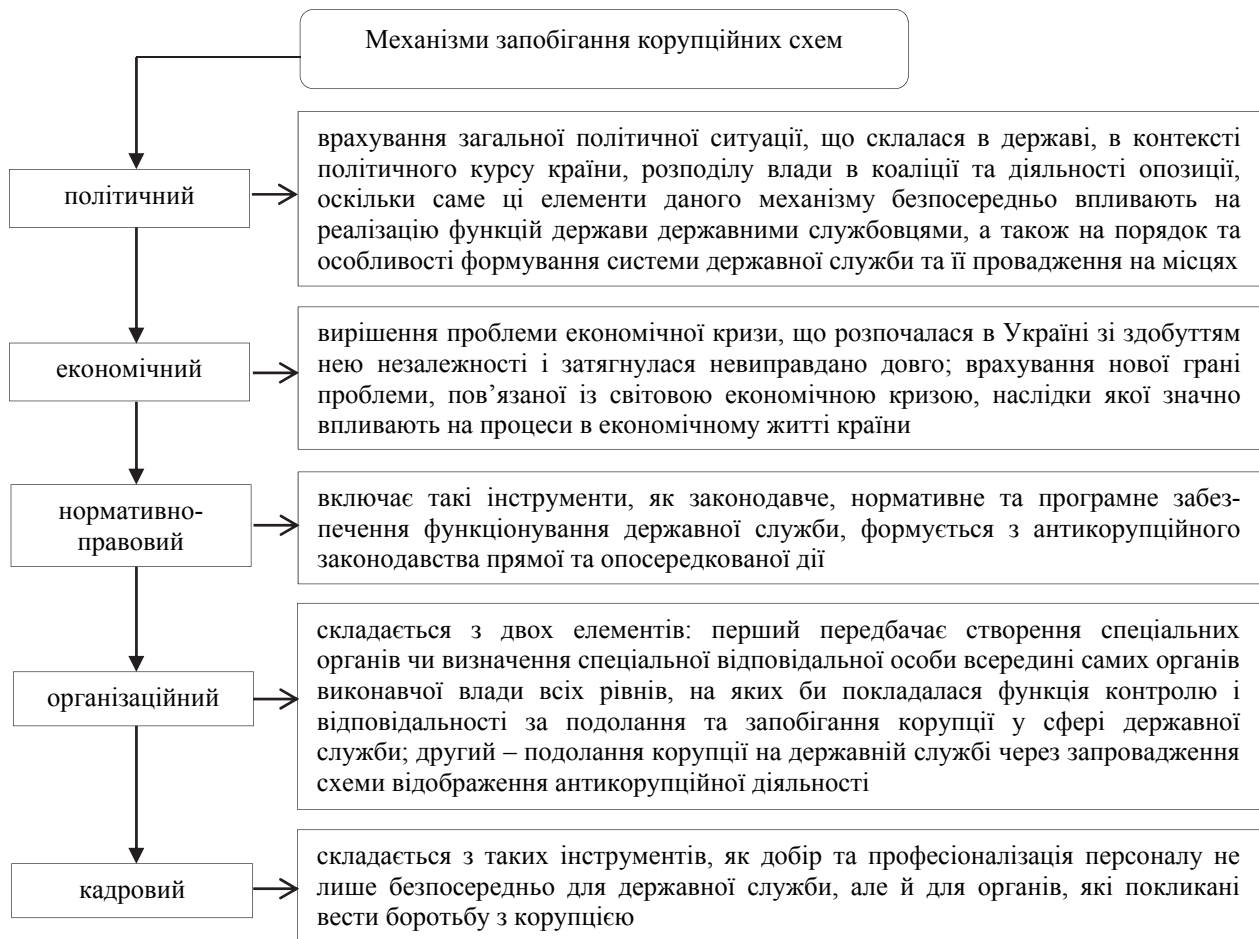 Механізми запобігання корупційних схем
політичний
врахування загальної політичної ситуації, що склалася в державі, в контексті
політичного курсу країни, розподілу влади в коаліції та діяльності опозиції,
оскільки саме ці елементи даного механізму безпосередньо впливають на
реалізацію функцій держави державними службовцями, а також на порядок та
особливості формування системи державної служби та її провадження на місцях
економічний
вирішення проблеми економічної кризи, що розпочалася в Україні зі здобуттям
нею незалежності і затягнулася невиправдано довго; врахування нової грані
проблеми, пов’язаної із світовою економічною кризою, наслідки якої значно
впливають на процеси в економічному житті країни
нормативно-
правовий
включає такі інструменти, як законодавче, нормативне та програмне забез-
печення функціонування державної служби, формується з антикорупційного
законодавства прямої та опосередкованої дії
організаційний
складається з двох елементів: перший передбачає створення спеціальних
органів чи визначення спеціальної відповідальної особи всередині самих органів
виконавчої влади всіх рівнів, на яких би покладалася функція контролю і
відповідальності за подолання та запобігання корупції у сфері державної
служби; другий – подолання корупції на державній службі через запровадження
схеми відображення антикорупційної діяльності
кадровий
складається з таких інструментів, як добір та професіоналізація персоналу не
лише безпосередньо для державної служби, але й для органів, які покликані
вести боротьбу з корупцією